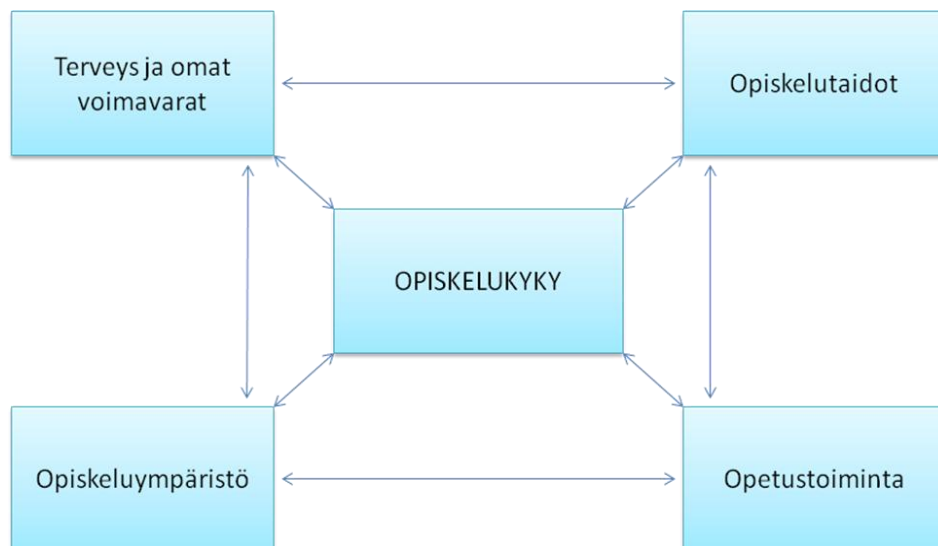 Terveys ja omat
voimavarat
Opiskelutaidot
OPISKELUKYKY
Opiskeluympäristö
Opetustoiminta